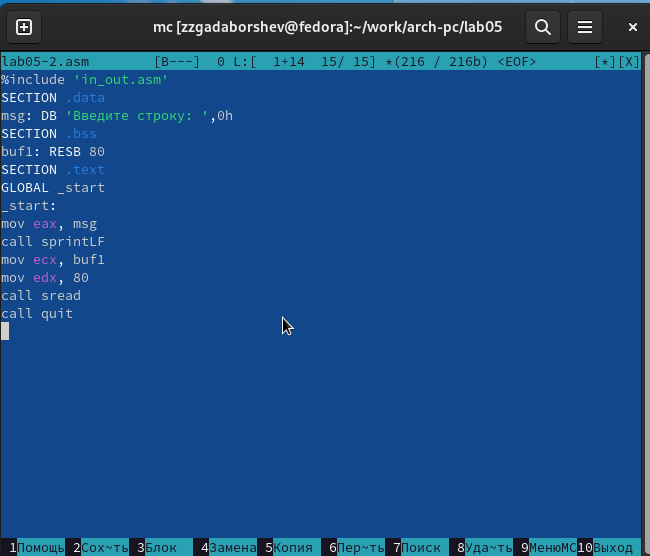 mc [zzgadaborshev@fedora]:~/work/arch-pc/lab05
lab05-2.asm [B---] 0 L:[ 1+14 15/ 15] *(216 / 216b) <EOF> [*][X]
%include 'in_out.asm'
SECTION .data
msg: DB 'Введите строку: ',0h
SECTION .bss
buf1: RESB 80
SECTION .text
GLOBAL _start
_start:
mov eax, msg
call sprintLF
mov ecx, buf1
mov edx, 80
call sread
call quit
1Помощь 2Сох~ть 3Блок 4Замена 5Копия 6Пер~ть 7Поиск 8Уда~ть 9МенюMC 10Выход